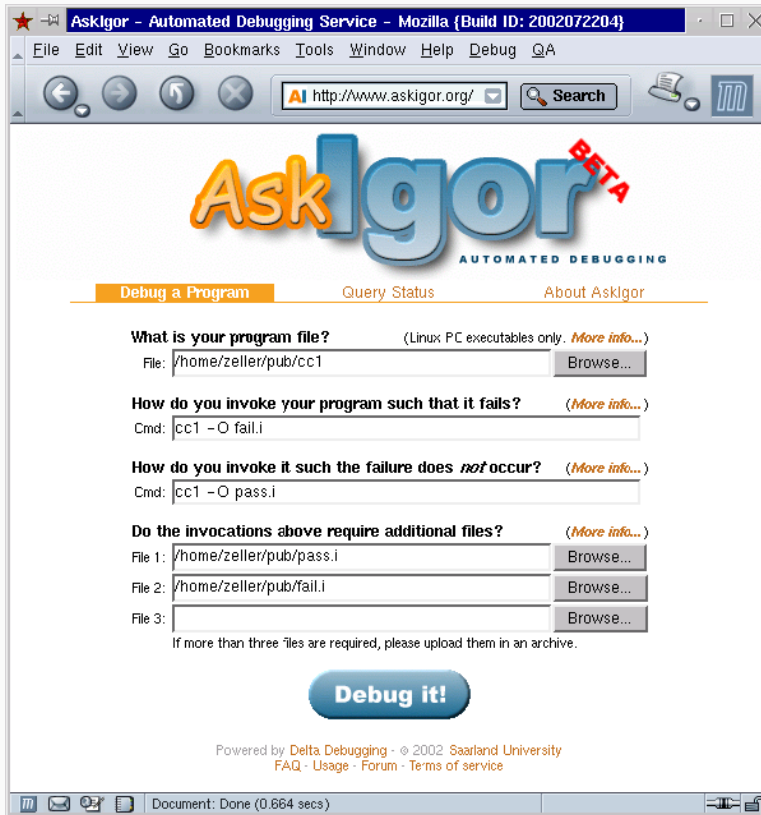 AskIgor - Automated Debugging Service - Mozilla {Build ID: 2002072204}
File Edit View Go Bookmarks Tools Window Help Debug QA
AI http://www.askigor.org/ Search
AskIgor BETA
AUTOMATED DEBUGGING
Debug a Program Query Status About AskIgor
What is your program file? (Linux PC executables only. More info...)
File: /home/zeller/pub/cc1 Browse...
How do you invoke your program such that it fails? (More info...)
Cmd: cc1 -O fail.i
How do you invoke it such the failure does not occur? (More info...)
Cmd: cc1 -O pass.i
Do the invocations above require additional files? (More info...)
File 1: /home/zeller/pub/pass.i Browse...
File 2: /home/zeller/pub/fail.i Browse...
File 3: Browse...
If more than three files are required, please upload them in an archive.
Debug it!
Powered by Delta Debugging - © 2002 Saarland University
FAQ - Usage - Forum - Terms of service
Document: Done (0.664 secs)